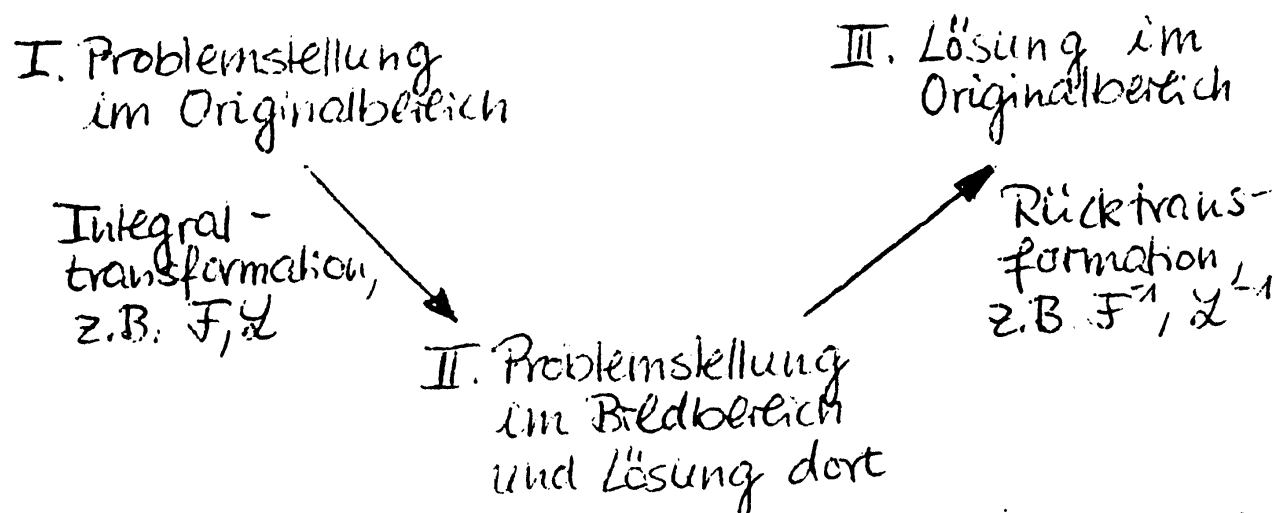 I. Problemstellung
im Originalbereich
Integral-
transformation,
z.B. F, L
II. Problemstellung
im Bildbereich
und Lösung dort
III. Lösung im
Originalbereich
Rücktrans-
formation,
z.B. F⁻¹, L⁻¹